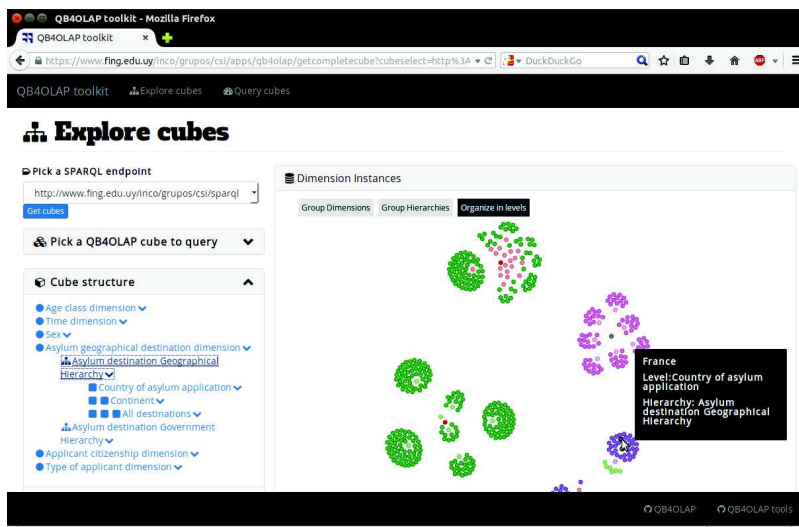 QB4OLAP toolkit - Mozilla Firefox
QB4OLAP toolkit
https://www.fing.edu.uy/inco/grupos/csi/apps/qb4olap/getcompletecube?cubeselect=http%3A
DuckDuckGo
ABP
QB4OLAP toolkit
Explore cubes
Query cubes
Explore cubes
Pick a SPARQL endpoint
http://www.fing.edu.uy/inco/grupos/csi/sparql
Get cubes
Pick a QB4OLAP cube to query
Cube structure
Age class dimension
Time dimension
Sex
Asylum geographical destination dimension
Asylum destination Geographical
Hierarchy
Country of asylum application
Continent
All destinations
Asylum destination Government
Hierarchy
Applicant citizenship dimension
Type of applicant dimension
Dimension Instances
Group Dimensions
Group Hierarchies
Organize in levels
France
Level:Country of asylum
application
Hierarchy: Asylum
destination Geographical
Hierarchy
QB4OLAP
QB4OLAP tools